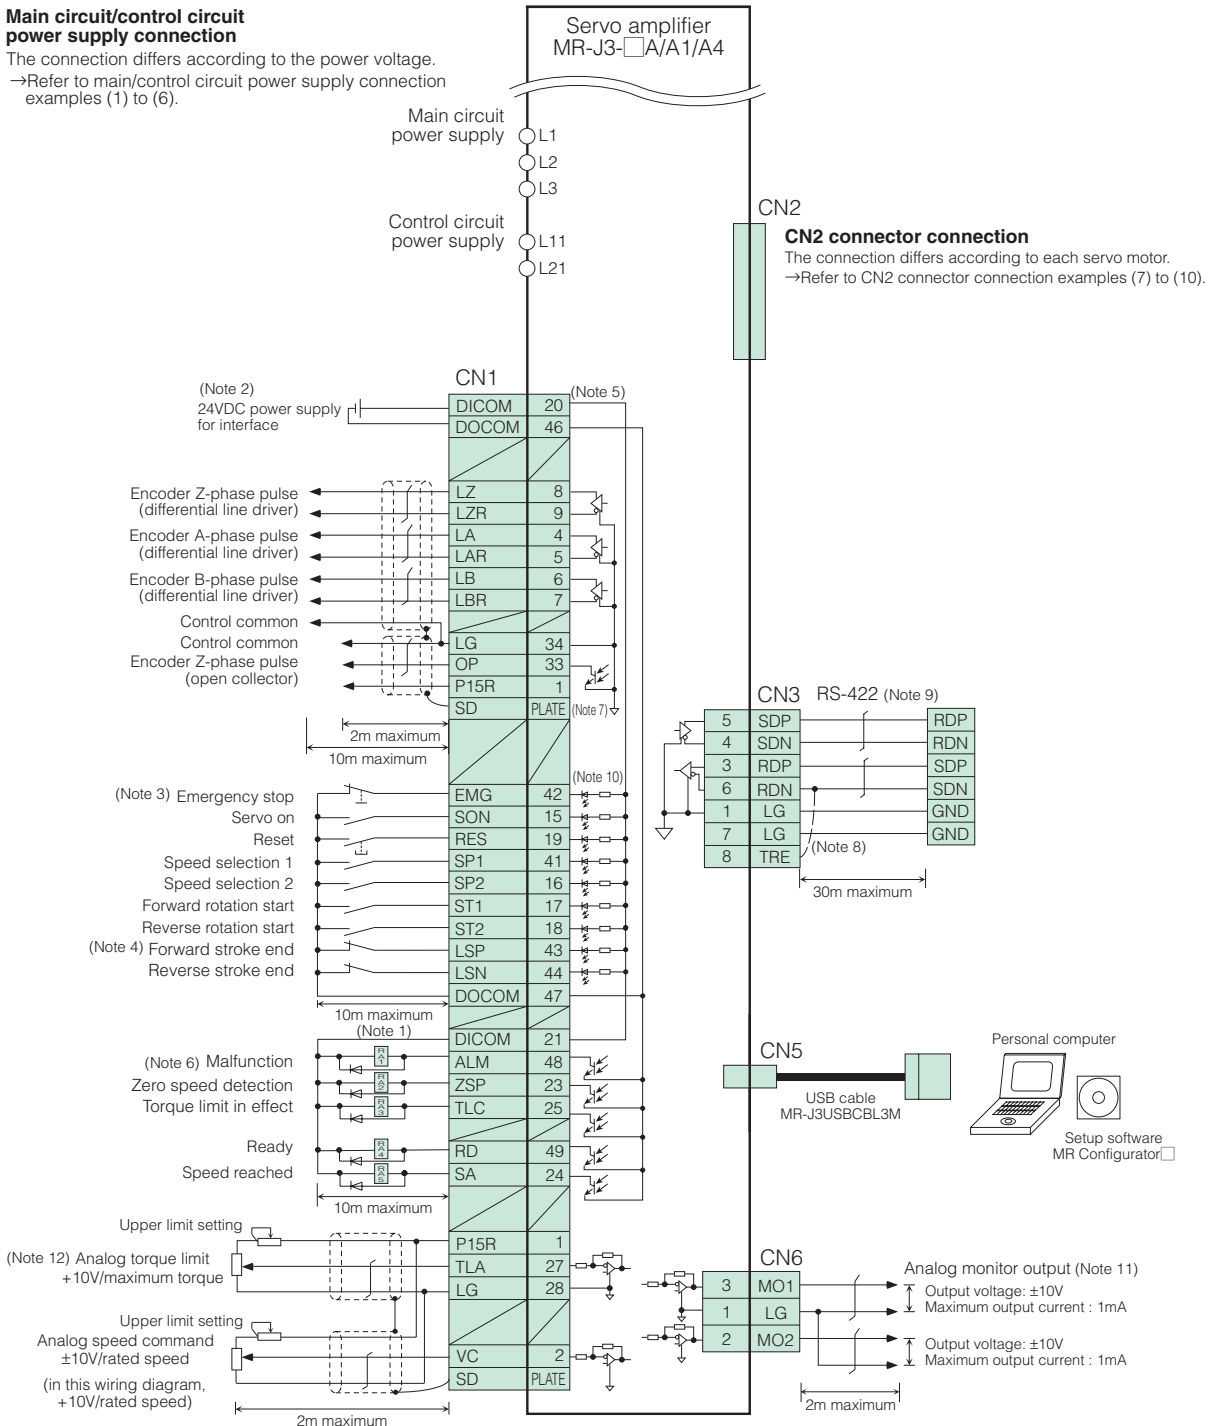 Main circuit/control circuit
power supply connection
The connection differs according to the power voltage.
→Refer to main/control circuit power supply connection
examples (1) to (6).
Servo amplifier
MR-J3-□A/A1/A4
Main circuit
power supply
L1
L2
L3
Control circuit
power supply
L11
L21
CN2
CN2 connector connection
The connection differs according to each servo motor.
→Refer to CN2 connector connection examples (7) to (10).
CN1
(Note 2)
24VDC power supply
for interface
(Note 5)
DICOM 20
DOCOM 46
Encoder Z-phase pulse
(differential line driver)
LZ 8
LZR 9
Encoder A-phase pulse
(differential line driver)
LA 4
LAR 5
Encoder B-phase pulse
(differential line driver)
LB 6
LBR 7
Control common
Control common
LG 34
Encoder Z-phase pulse
(open collector)
OP 33
P15R 1
SD PLATE (Note 7)
2m maximum
10m maximum
(Note 10)
(Note 3) Emergency stop EMG 42
Servo on SON 15
Reset RES 19
Speed selection 1 SP1 41
Speed selection 2 SP2 16
Forward rotation start ST1 17
Reverse rotation start ST2 18
(Note 4) Forward stroke end LSP 43
Reverse stroke end LSN 44
DOCOM 47
10m maximum
(Note 1)
DICOM 21
(Note 6) Malfunction RA1 ALM 48
Zero speed detection RA2 ZSP 23
Torque limit in effect RA3 TLC 25
Ready RA4 RD 49
Speed reached RA5 SA 24
10m maximum
Upper limit setting
P15R 1
(Note 12) Analog torque limit
+10V/maximum torque
TLA 27
LG 28
Upper limit setting
Analog speed command
±10V/rated speed
(in this wiring diagram,
+10V/rated speed)
VC 2
SD PLATE
2m maximum
CN3 RS-422 (Note 9)
5 SDP RDP
4 SDN RDN
3 RDP SDP
6 RDN SDN
1 LG GND
7 LG GND
8 TRE
(Note 8)
30m maximum
CN5
USB cable
MR-J3USBCBL3M
Personal computer
Setup software
MR Configurator□
CN6
3 MO1
1 LG
2 MO2
Analog monitor output (Note 11)
Output voltage: ±10V
Maximum output current : 1mA
Output voltage: ±10V
Maximum output current : 1mA
2m maximum